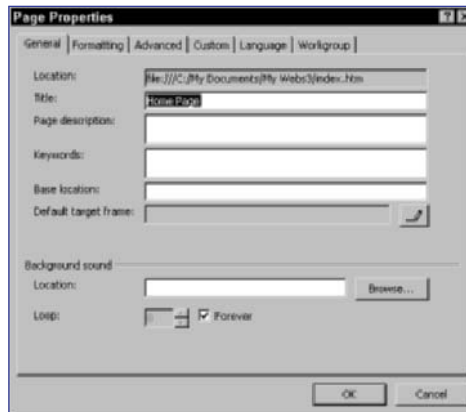 Page Properties
General Formatting Advanced Custom Language Workgroup
Location: file:///C:/My Documents/My Webs3/index.htm
Title: Home Page
Page description:
Keywords:
Base location:
Default target frame:
Background sound
Location: Browse...
Loop: 0 Forever
OK Cancel